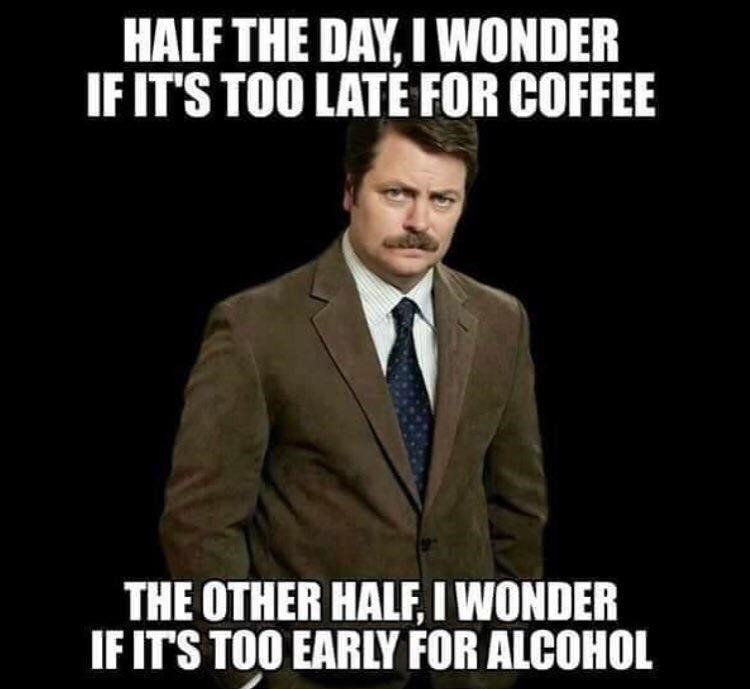 HALF THE DAY, I WONDER
IF IT'S TOO LATE FOR COFFEE
THE OTHER HALF, I WONDER
IF IT'S TOO EARLY FOR ALCOHOL